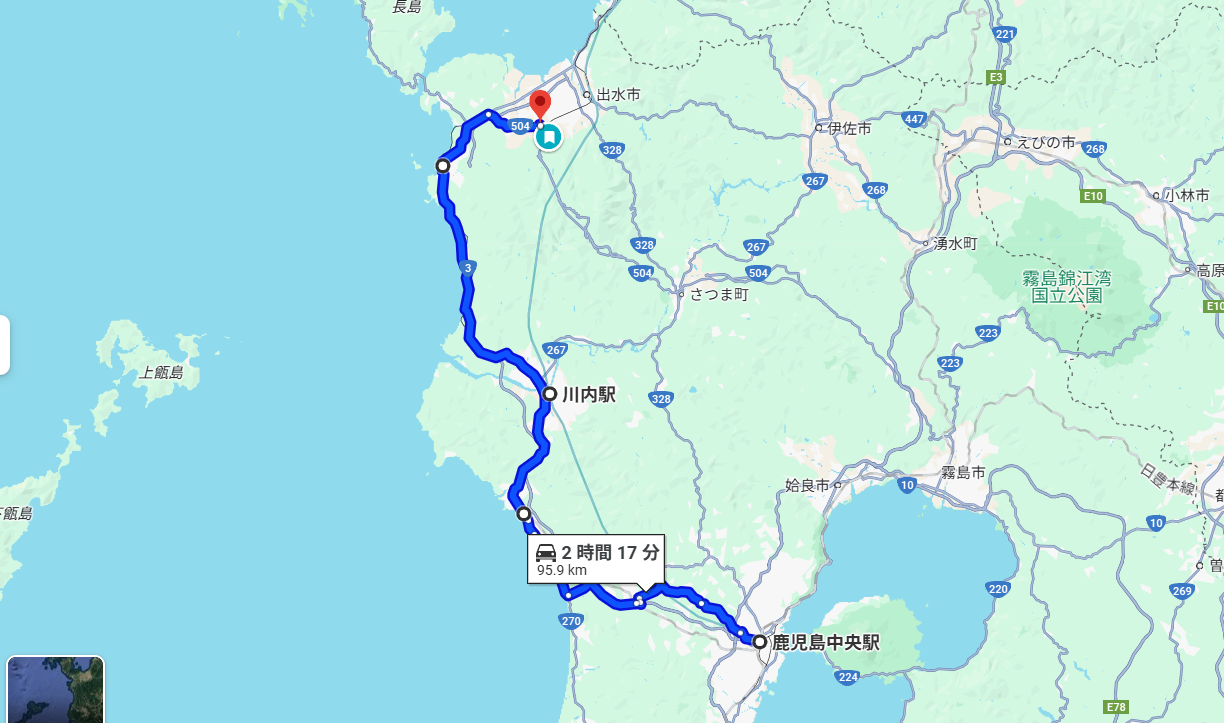 長島
221
E3
出水市
504
447
伊佐市
えびの市
328
268
267
268
E10
小林市
328
267
湧水町
504
504
3
高原
霧島錦江湾
国立公園
さつま町
E10
223
267
223
上甑島
川内駅
328
霧島市
姶良市
10
日豊本線
下甑島
10
2 時間 17 分
95.9 km
220
269
270
鹿児島中央駅
224
E78